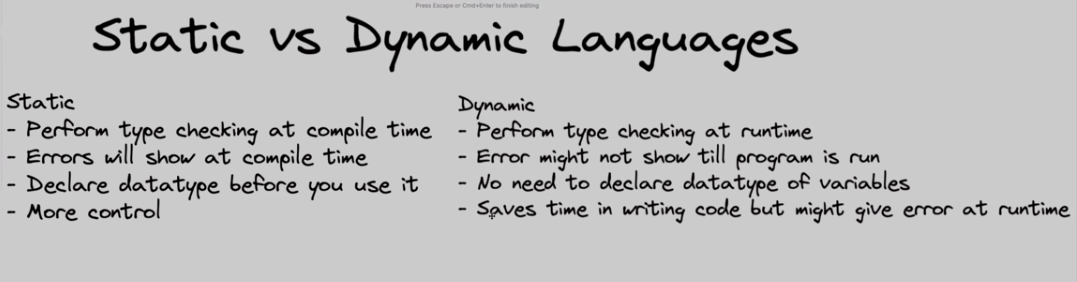 Press Escape or Cmd+Enter to finish editing
Static vs Dynamic Languages
Static
- Perform type checking at compile time
- Errors will show at compile time
- Declare datatype before you use it
- More control
Dynamic
- Perform type checking at runtime
- Error might not show till program is run
- No need to declare datatype of variables
- Saves time in writing code but might give error at runtime